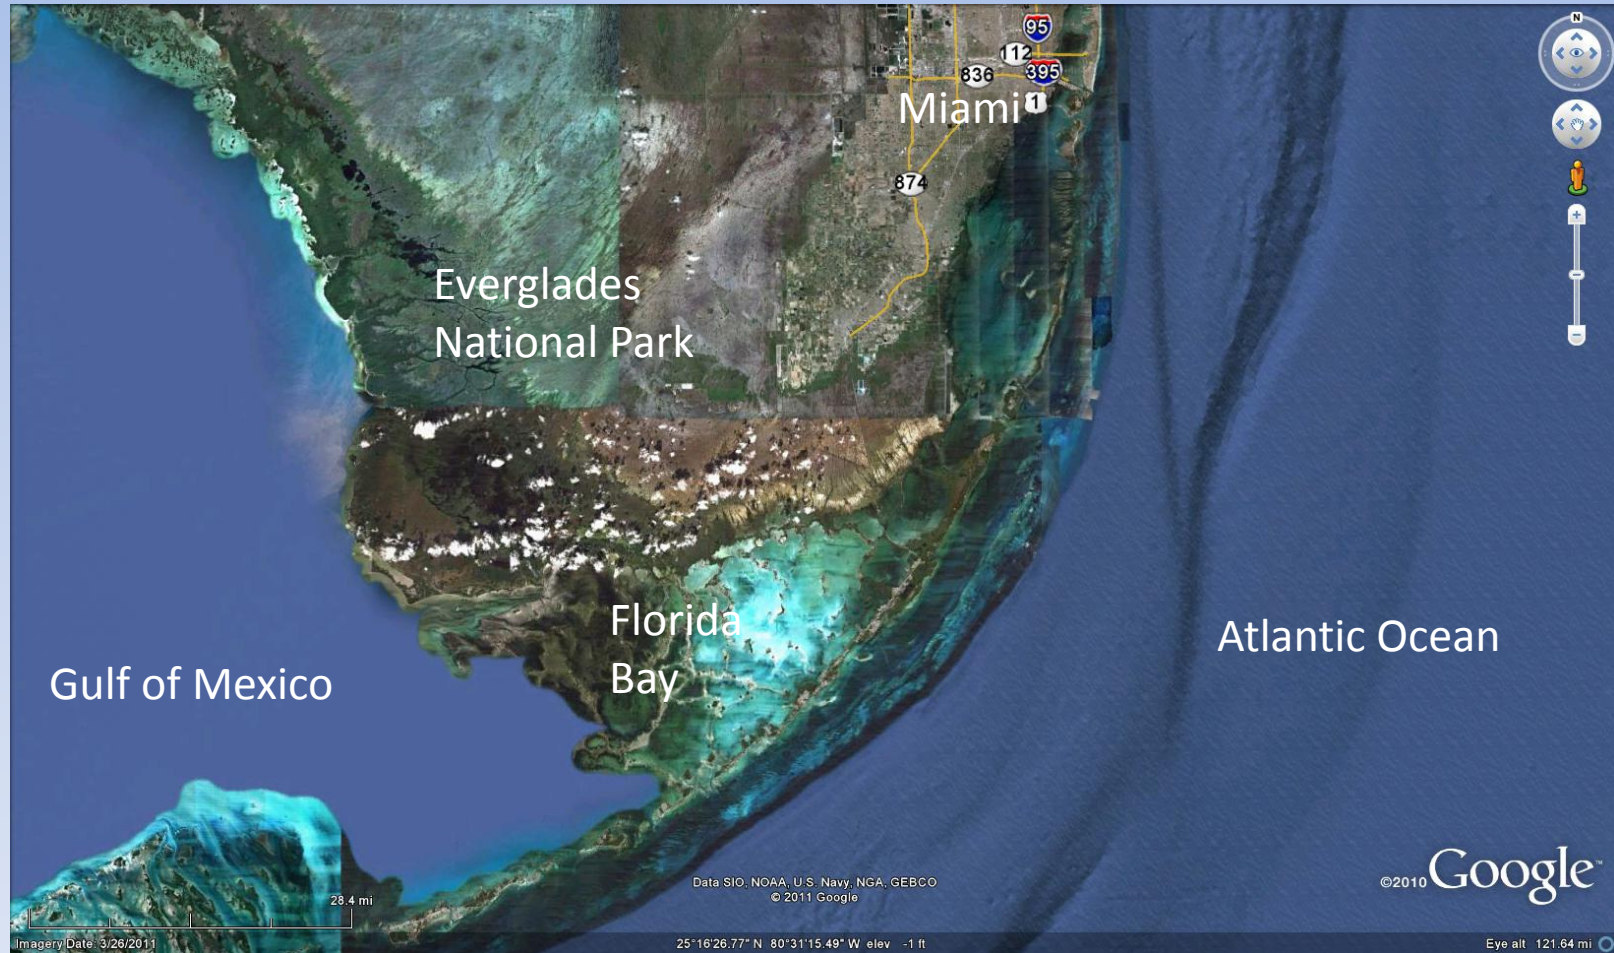 N
95
112
836
395
Miami
1
874
Everglades
National Park
Florida
Bay
Atlantic Ocean
Gulf of Mexico
Data SIO, NOAA, U.S. Navy, NGA, GEBCO
© 2011 Google
©2010 Google™
28.4 mi
Imagery Date: 3/26/2011
25°16'26.77" N 80°31'15.49" W elev -1 ft
Eye alt 121.64 mi